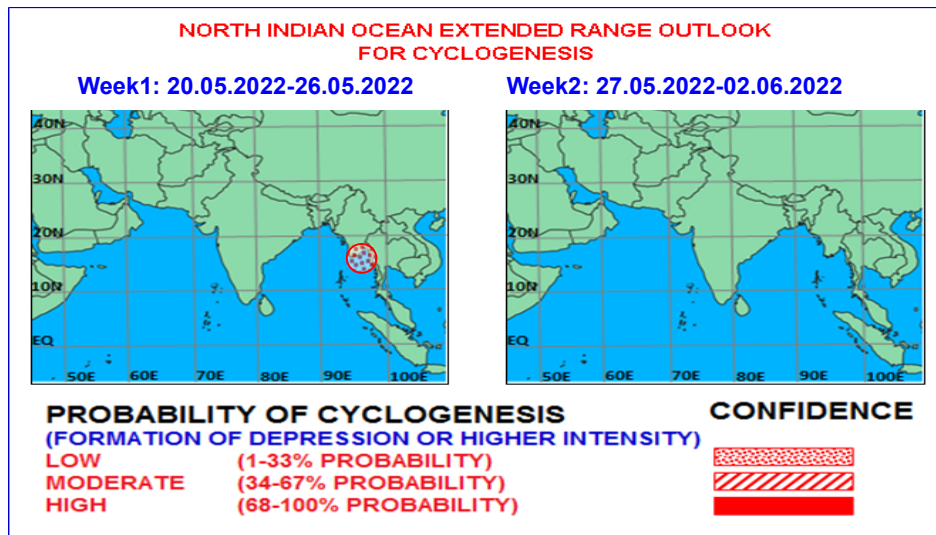 NORTH INDIAN OCEAN EXTENDED RANGE OUTLOOK
FOR CYCLOGENESIS
Week1: 20.05.2022-26.05.2022
Week2: 27.05.2022-02.06.2022
40N
30N
20N
10N
EQ
50E 60E 70E 80E 90E 100E
40N
30N
20N
10N
EQ
50E 60E 70E 80E 90E 100E
PROBABILITY OF CYCLOGENESIS
(FORMATION OF DEPRESSION OR HIGHER INTENSITY)
LOW (1-33% PROBABILITY)
MODERATE (34-67% PROBABILITY)
HIGH (68-100% PROBABILITY)
CONFIDENCE